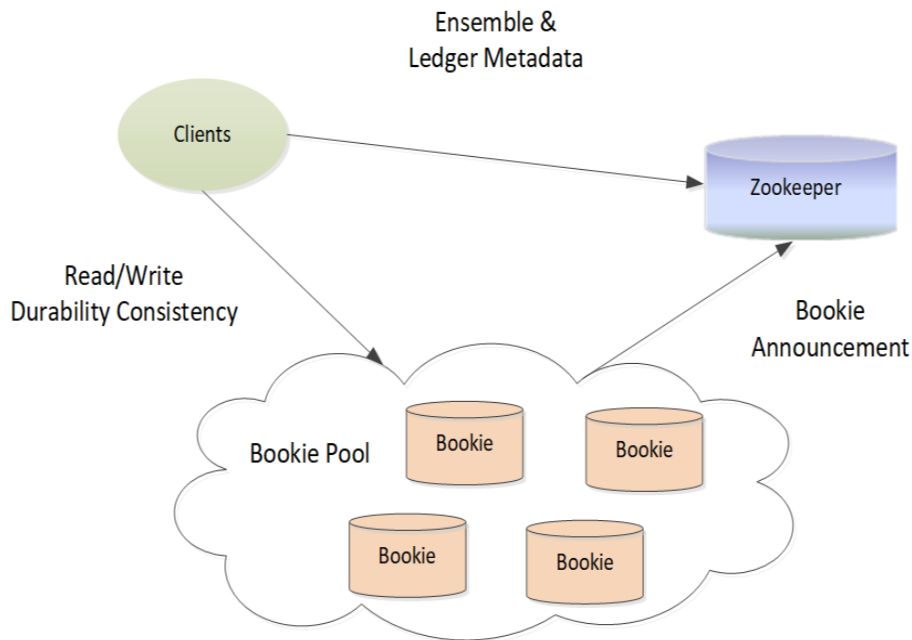 Ensemble &
Ledger Metadata
Clients
Zookeeper
Read/Write
Durability Consistency
Bookie
Announcement
Bookie Pool
Bookie
Bookie
Bookie
Bookie